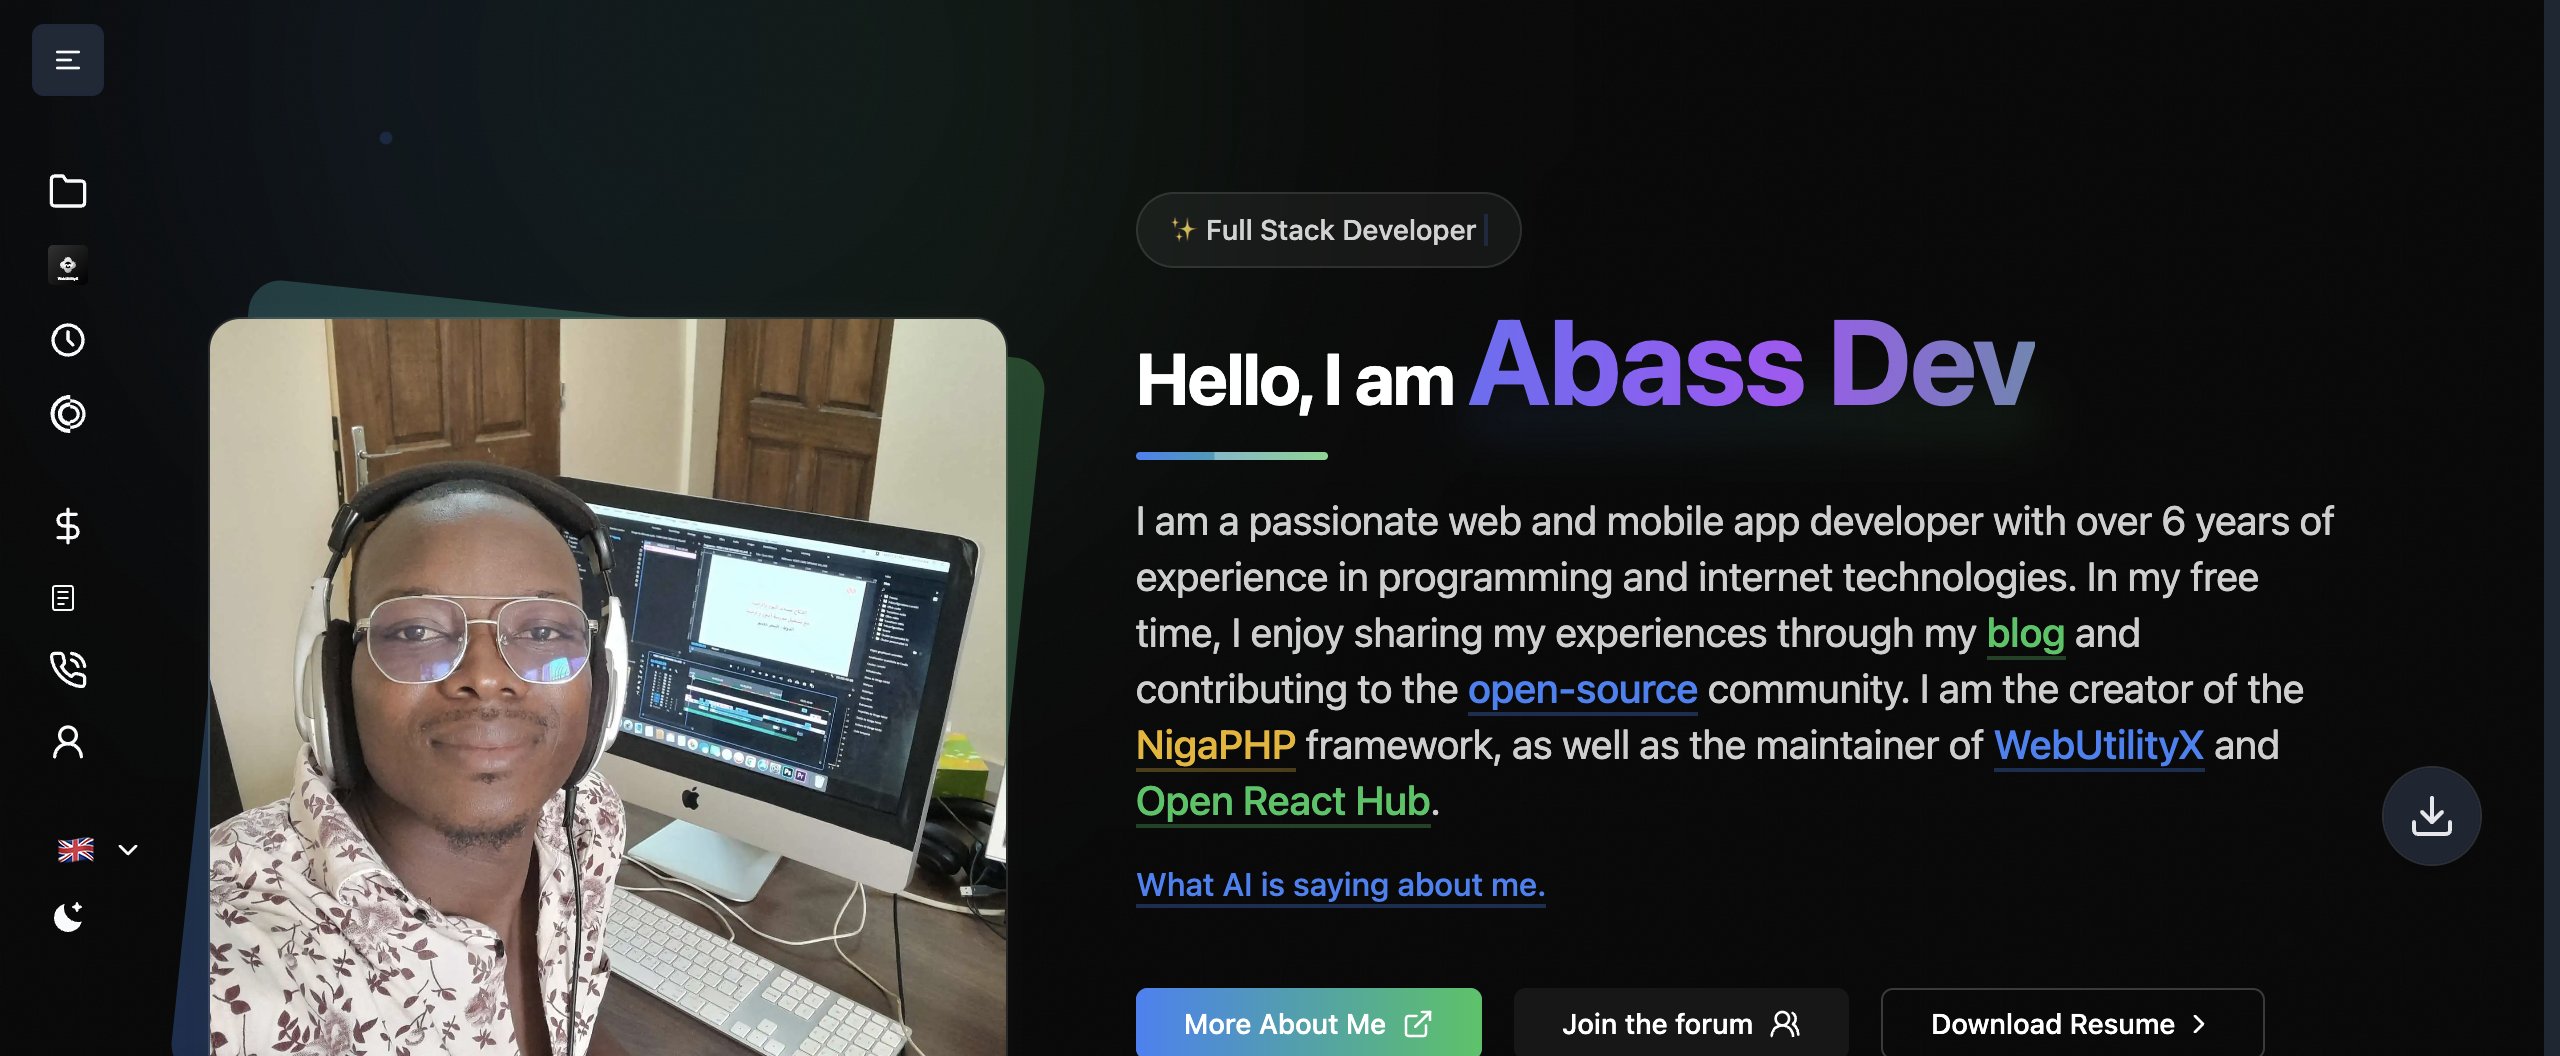 ✨ Full Stack Developer
Hello, I am Abass Dev
I am a passionate web and mobile app developer with over 6 years of
experience in programming and internet technologies. In my free
time, I enjoy sharing my experiences through my blog and
contributing to the open-source community. I am the creator of the
NigaPHP framework, as well as the maintainer of WebUtilityX and
Open React Hub.
What AI is saying about me.
More About Me
Join the forum
Download Resume